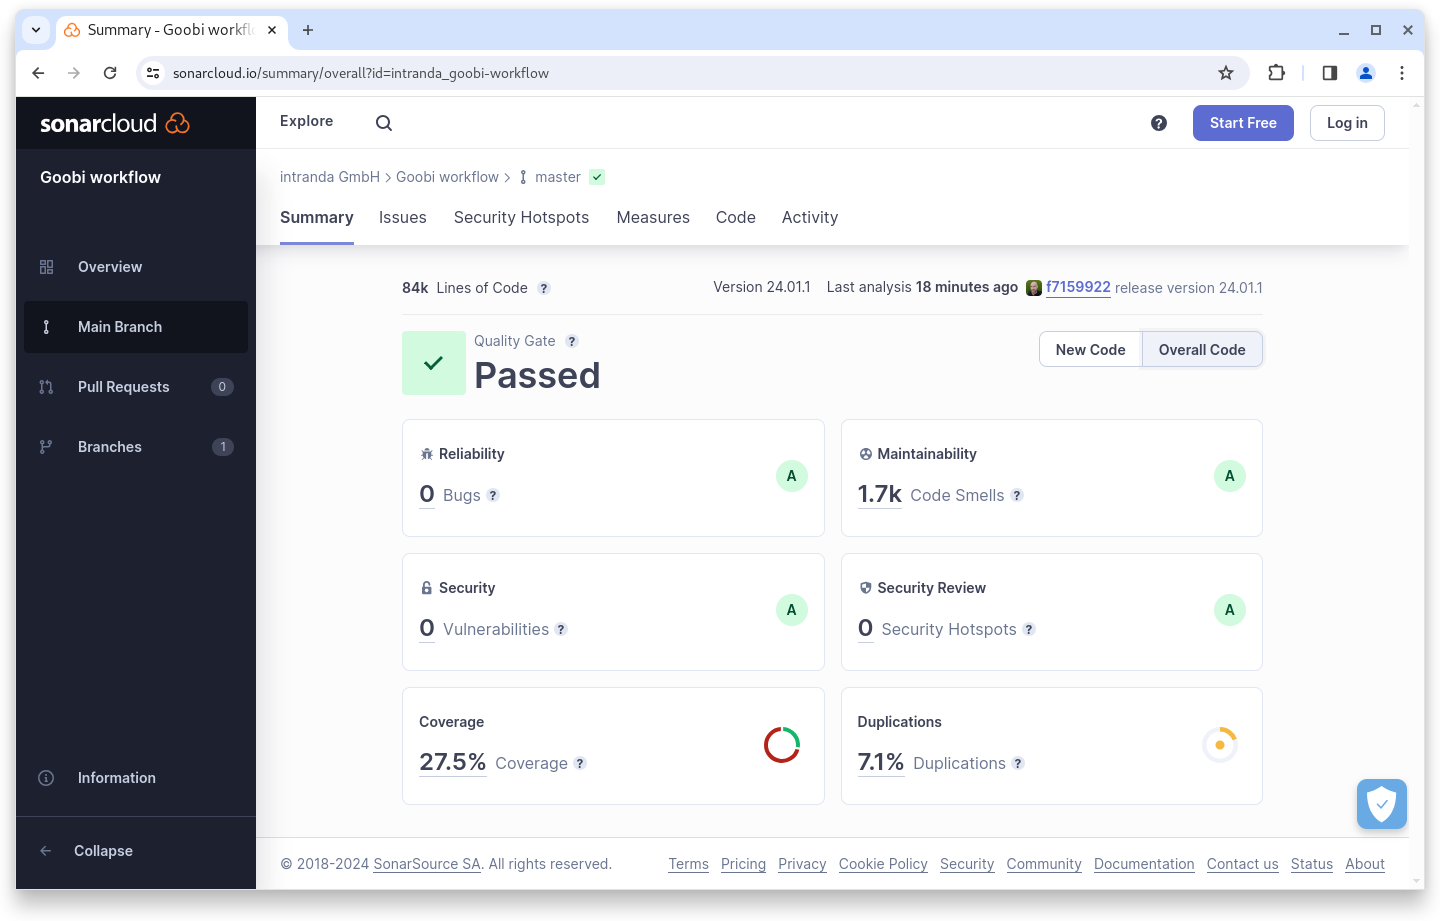 Summary - Goobi workfl
sonarcloud.io/summary/overall?id=intranda_goobi-workflow
sonarcloud
Explore
?
Start Free
Log in
Goobi workflow
intranda GmbH > Goobi workflow > master
Summary Issues Security Hotspots Measures Code Activity
Overview
Main Branch
Pull Requests 0
Branches 1
84k Lines of Code ?
Version 24.01.1 Last analysis 18 minutes ago f7159922 release version 24.01.1
Quality Gate ?
Passed
New Code Overall Code
Reliability
0 Bugs ?
A
Maintainability
1.7k Code Smells ?
A
Security
0 Vulnerabilities ?
A
Security Review
0 Security Hotspots ?
A
Coverage
27.5% Coverage ?
Duplications
7.1% Duplications ?
Information
Collapse
© 2018-2024 SonarSource SA. All rights reserved.
Terms Pricing Privacy Cookie Policy Security Community Documentation Contact us Status About